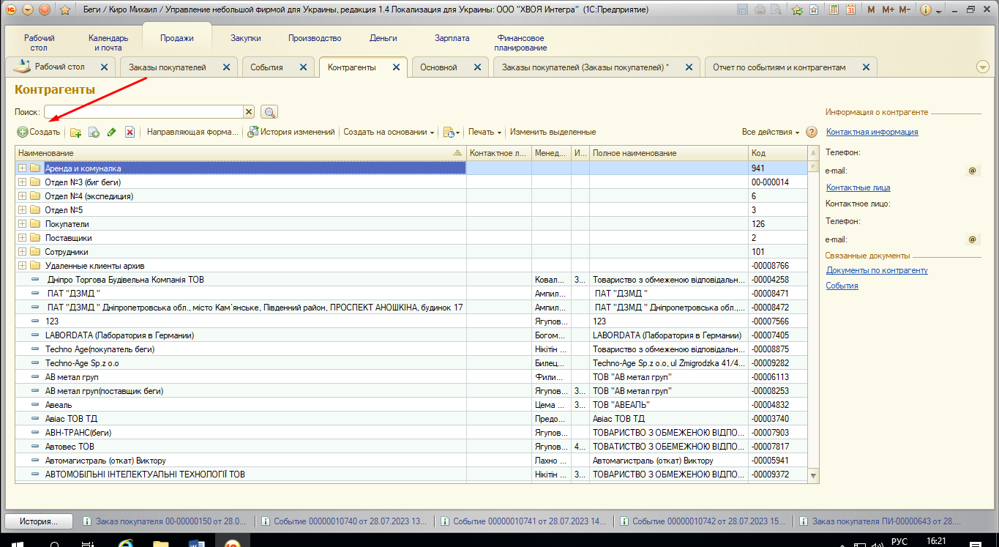 Беги / Киро Михаил / Управление небольшой фирмой для Украины, редакция 1.4 Локализация для Украины: ООО "ХВОЯ Интегра" (1С:Предприятие)
M M+ M-
Рабочий стол
Календарь и почта
Продажи
Закупки
Производство
Деньги
Зарплата
Финансовое планирование
Рабочий стол
Заказы покупателей
События
Контрагенты
Основной
Заказы покупателей (Заказы покупателей) *
Отчет по событиям и контрагентам
Контрагенты
Поиск:
Создать
Направляющая форма...
История изменений
Создать на основании
Печать
Изменить выделенные
Все действия
Наименование Контактное л... Менед... И... Полное наименование Код
Аренда и комуналка 941
Отдел №3 (биг беги) 00-000014
Отдел №4 (экспедиция) 6
Отдел №5 3
Покупатели 126
Поставщики 2
Сотрудники 101
Удаленные клиенты архив -00008766
Дніпро Торгова Будівельна Компанія ТОВ Ковал... 3... Товариство з обмеженою відповідальн... -00004258
ПАТ "ДЗМД " Ампил... ПАТ "ДЗМД " -00008471
ПАТ "ДЗМД " Дніпропетровська обл., місто Кам'янське, Південний район, ПРОСПЕКТ АНОШКІНА, будинок 17 Ампил... ПАТ "ДЗМД " Дніпропетровська обл.,... -00008472
123 Ягупов... 123 -00007566
LABORDATA (Лаборатория в Германии) Богом... LABORDATA (Лаборатория в Германии) -00007405
Techno Age(покупатель беги) Нікітін ... Товариство з обмеженою відповідальн... -00008875
Techno-Age Sp.z o.o Билец... Techno-Age Sp.z o.o, ul Zmigrodzka 41/4... -00009282
АВ метал груп Фили... ТОВ "АВ метал груп" -00006113
АВ метал груп(поставщик беги) Ягупов... 3... ТОВ "АВ метал груп" -00008253
Авеаль Цема ... 3... ТОВ "АВЕАЛЬ" -00004832
Авіас ТОВ ТД Предо... Авіас ТОВ ТД -00003740
АВН-ТРАНС(беги) Ягупов... ТОВАРИСТВО З ОБМЕЖЕНОЮ ВІДПО... -00007903
Автовес ТОВ Ягупов... 4... ТОВАТИСТВО З ОБЕМЕЖНОЮ ВІДПО... -00007817
Автомагистраль (откат) Виктору Лахно ... Автомагистраль (откат) Виктору -00005941
АВТОМОБІЛЬНІ ІНТЕЛЕКТУАЛЬНІ ТЕХНОЛОГІЇ ТОВ Нікітін ... 3... ТОВАРИСТВО З ОБМЕЖЕНОЮ ВІДПО... -00009372
Информация о контрагенте
Контактная информация
Телефон:
e-mail: @
Контактные лица
Контактное лицо:
Телефон:
e-mail: @
Связанные документы
Документы по контрагенту
События
История...
Заказ покупателя 00-00000150 от 28.0...
Событие 00000010740 от 28.07.2023 13...
Событие 00000010741 от 28.07.2023 14...
Событие 00000010742 от 28.07.2023 15...
Заказ покупателя ПИ-00000643 от 28....
РУС
16:21